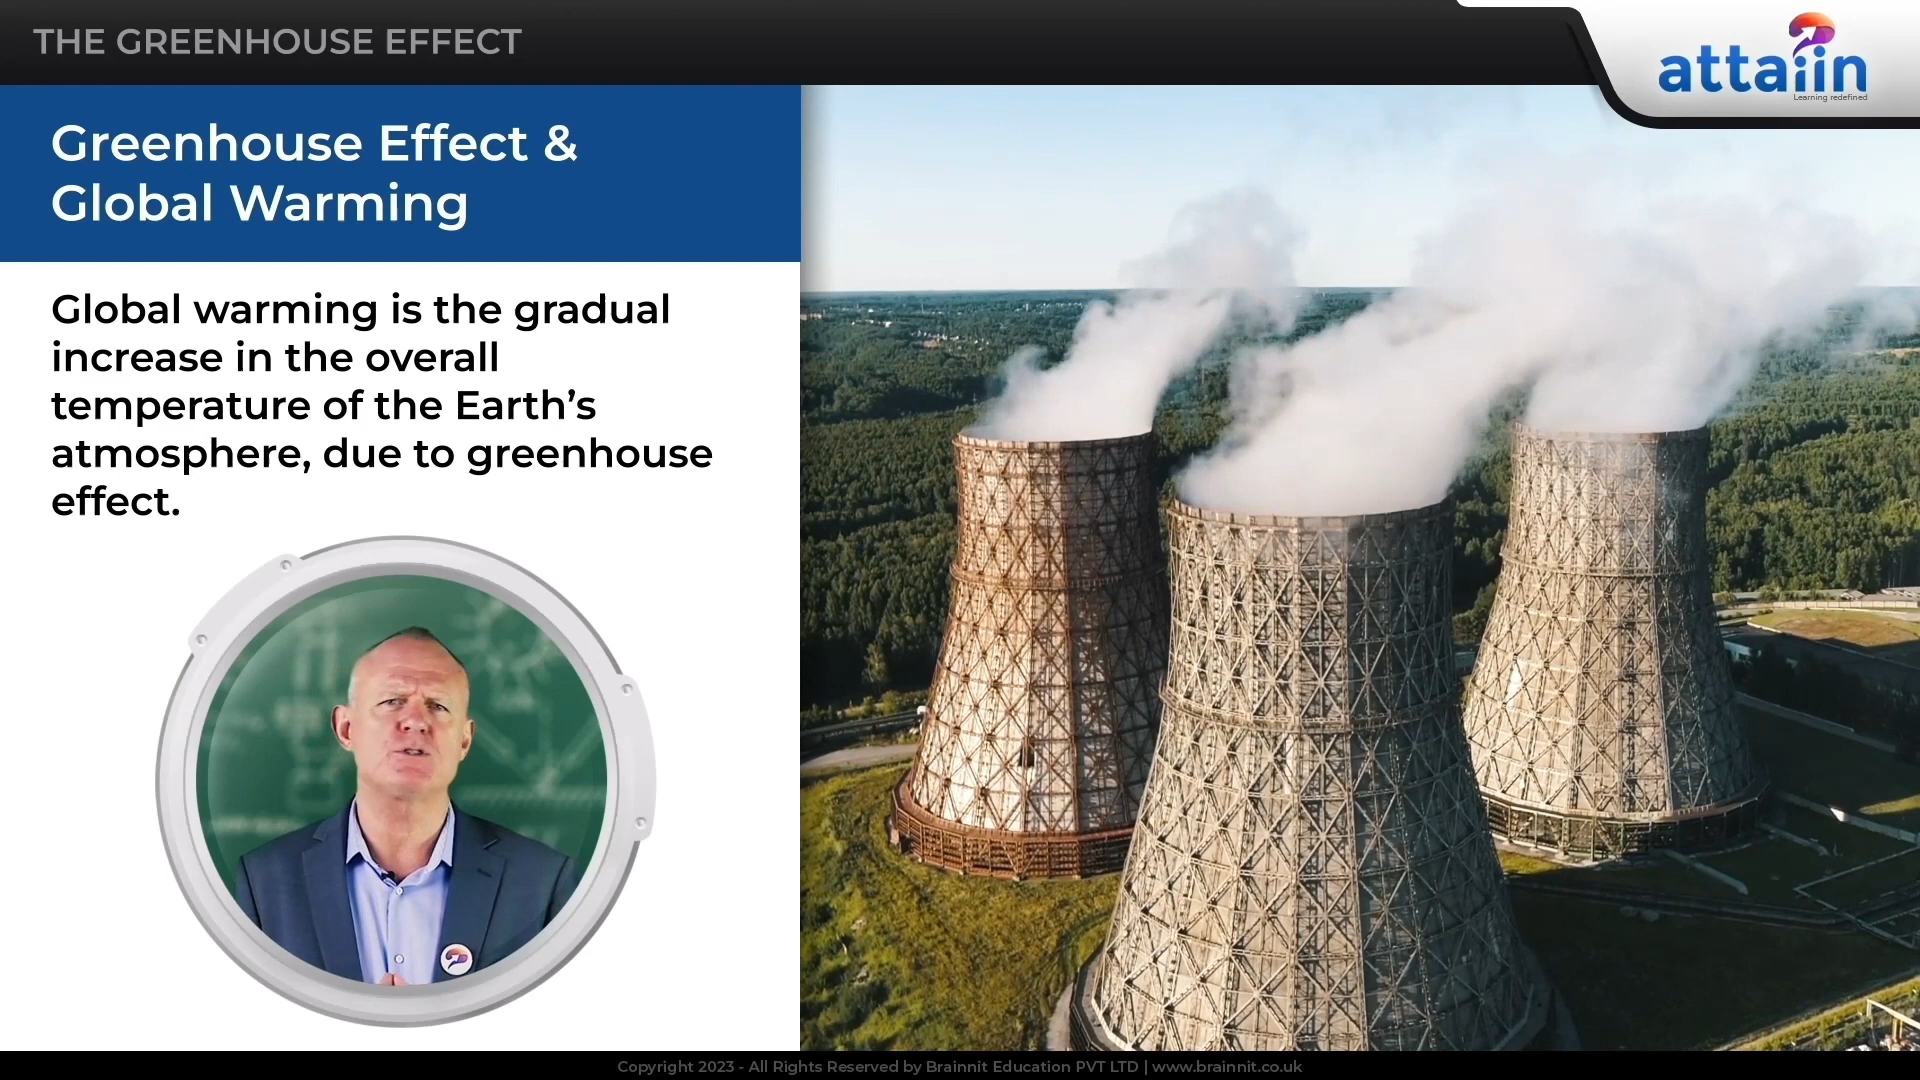 THE GREENHOUSE EFFECT
attaiin
Learning redefined
Greenhouse Effect &
Global Warming
Global warming is the gradual
increase in the overall
temperature of the Earth’s
atmosphere, due to greenhouse
effect.
Copyright 2023 - All Rights Reserved by Brainnit Education PVT LTD | www.brainnit.co.uk